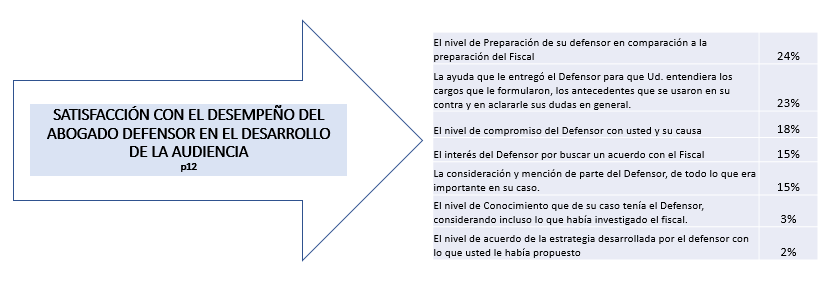 SATISFACCIÓN CON EL DESEMPEÑO DEL
ABOGADO DEFENSOR EN EL DESARROLLO
DE LA AUDIENCIA
p12
El nivel de Preparación de su defensor en comparación a la
preparación del Fiscal
24%
La ayuda que le entregó el Defensor para que Ud. entendiera los
cargos que le formularon, los antecedentes que se usaron en su
contra y en aclararle sus dudas en general.
23%
El nivel de compromiso del Defensor con usted y su causa
18%
El interés del Defensor por buscar un acuerdo con el Fiscal
15%
La consideración y mención de parte del Defensor, de todo lo que era
importante en su caso.
15%
El nivel de Conocimiento que de su caso tenía el Defensor,
considerando incluso lo que había investigado el fiscal.
3%
El nivel de acuerdo de la estrategia desarrollada por el defensor con
lo que usted le había propuesto
2%